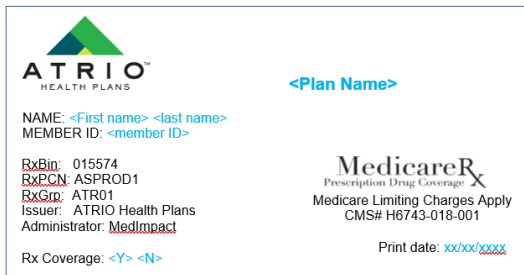 ATRIO™
HEALTH PLANS
<Plan Name>
NAME: <First name> <last name>
MEMBER ID: <member ID>
RxBin: 015574
RxPCN: ASPROD1
RxGrp: ATR01
Issuer: ATRIO Health Plans
Administrator: MedImpact
Rx Coverage: <Y> <N>
MedicareRx
Prescription Drug Coverage
Medicare Limiting Charges Apply
CMS# H6743-018-001
Print date: xx/xx/xxxx